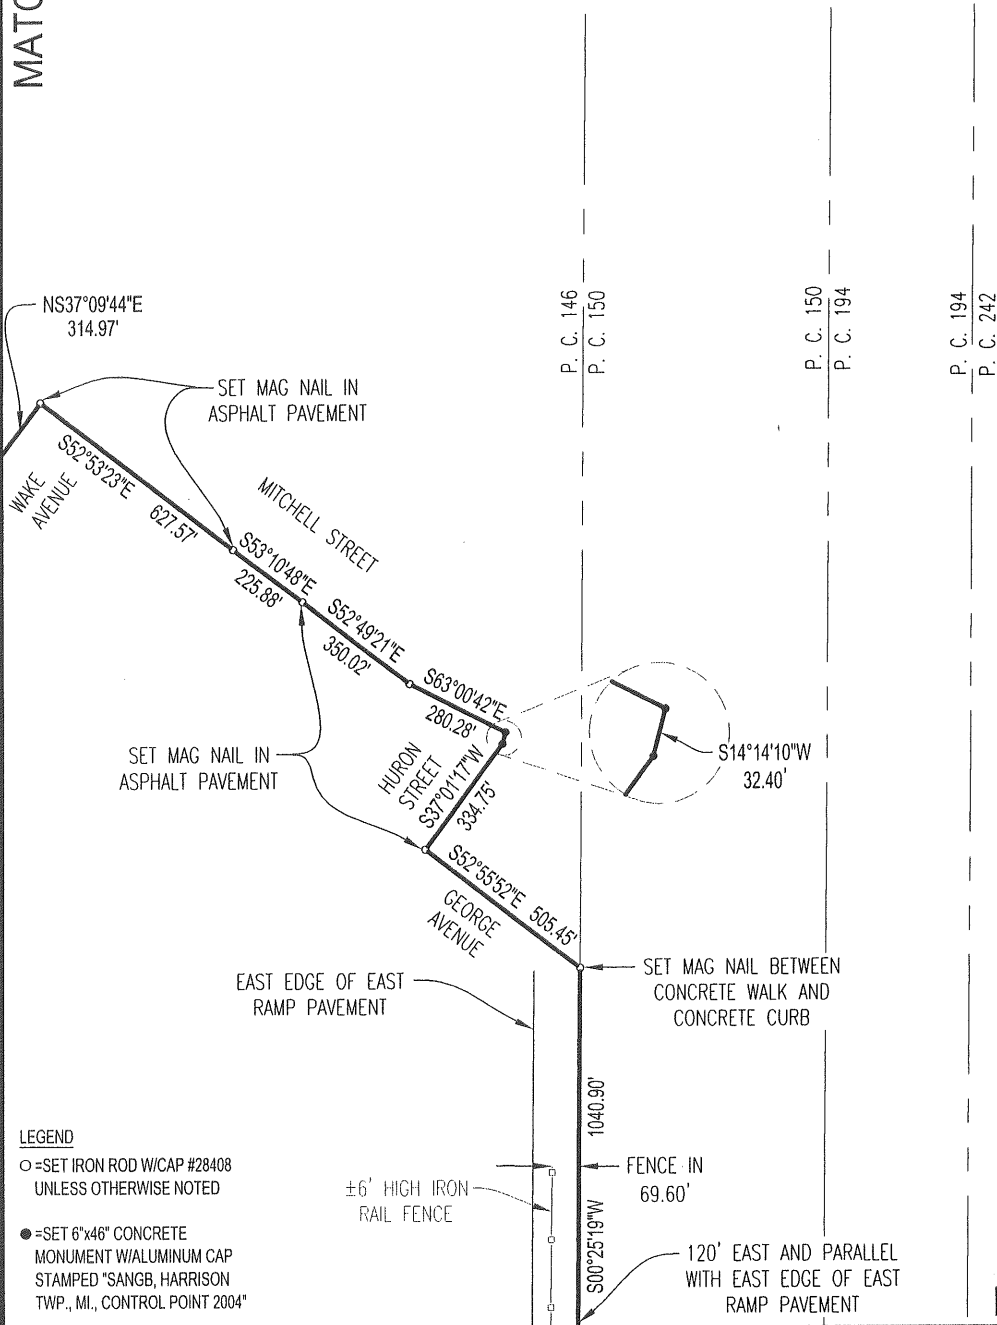 P. C. 146
P. C. 150
P. C. 150
P. C. 194
P. C. 194
P. C. 242
NS37°09'44"E
314.97'
SET MAG NAIL IN
ASPHALT PAVEMENT
WAKE
AVENUE
S52°53'23"E
627.57'
MITCHELL STREET
S53°10'48"E
225.88'
S52°49'21"E
350.02'
S63°00'42"E
280.28'
SET MAG NAIL IN
ASPHALT PAVEMENT
HURON
STREET
S37°01'17"W
334.75'
S14°14'10"W
32.40'
S52°55'52"E 505.45'
GEORGE
AVENUE
EAST EDGE OF EAST
RAMP PAVEMENT
SET MAG NAIL BETWEEN
CONCRETE WALK AND
CONCRETE CURB
1040.90'
S00°25'19"W
FENCE IN
69.60'
±6' HIGH IRON
RAIL FENCE
120' EAST AND PARALLEL
WITH EAST EDGE OF EAST
RAMP PAVEMENT
LEGEND
=SET IRON ROD W/CAP #28408
UNLESS OTHERWISE NOTED
=SET 6"x46" CONCRETE
MONUMENT W/ALUMINUM CAP
STAMPED "SANGB, HARRISON
TWP., MI., CONTROL POINT 2004"